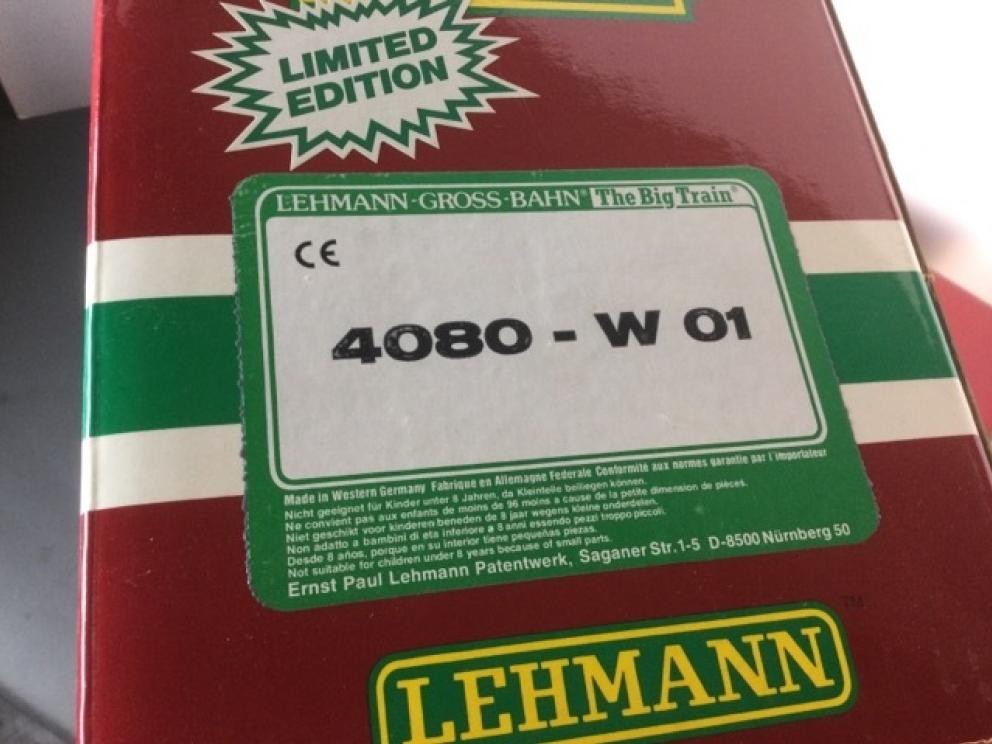 LIMITED
EDITION
LEHMANN-GROSS-BAHN® The Big Train®
CE
4080 - W 01
Made in Western Germany Fabrique en Allemagne Federale Conformité aux normes garantie par l'importateur
Nicht geeignet für Kinder unter 8 Jahren, da Kleinteile beiliegen können.
Ne convient pas aux enfants de moins de 96 mois a cause de la petite dimension de pièces.
Niet geschikt voor kinderen beneden de 8 jaar wegens kleine onderdelen.
Non adatto a bambini di eta inferiore a 8 anni essendo pezzi troppo piccoli.
Desde 8 años, porque en su interior tiene pequeñas piezas.
Not suitable for children under 8 years because of small parts.
Ernst Paul Lehmann Patentwerk, Saganer Str. 1-5 D-8500 Nürnberg 50
LEHMANN TM